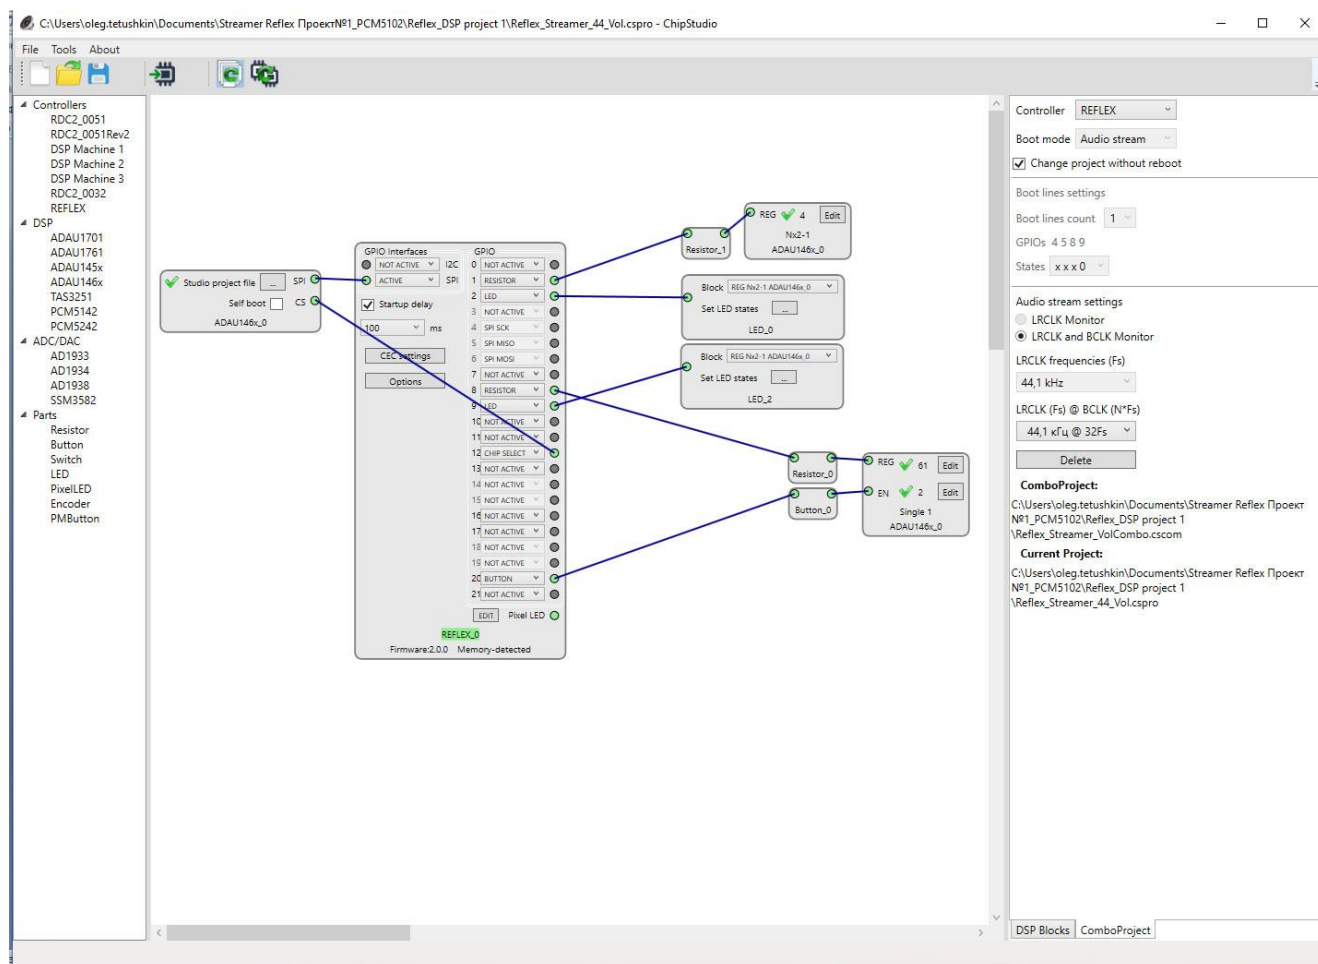 C:\Users\oleg.tetushkin\Documents\Streamer Reflex Проект№1_PCM5102\Reflex_DSP project 1\Reflex_Streamer_44_Vol.cspro - ChipStudio
File Tools About
Controllers
RDC2_0051
RDC2_0051Rev2
DSP Machine 1
DSP Machine 2
DSP Machine 3
RDC2_0032
REFLEX
DSP
ADAU1701
ADAU1761
ADAU145x
ADAU146x
TAS3251
PCM5142
PCM5242
ADC/DAC
AD1933
AD1934
AD1938
SSM3582
Parts
Resistor
Button
Switch
LED
PixelLED
Encoder
PMButton
Studio project file ... SPI
Self boot CS
ADAU146x_0
GPIO Interfaces GPIO
NOT ACTIVE I2C
ACTIVE SPI
Startup delay
100 ms
CEC settings
Options
0 NOT ACTIVE
1 RESISTOR
2 LED
3 NOT ACTIVE
4 SPI SCK
5 SPI MISO
6 SPI MOSI
7 NOT ACTIVE
8 RESISTOR
9 LED
10 NOT ACTIVE
11 NOT ACTIVE
12 CHIP SELECT
13 NOT ACTIVE
14 NOT ACTIVE
15 NOT ACTIVE
16 NOT ACTIVE
17 NOT ACTIVE
18 NOT ACTIVE
19 NOT ACTIVE
20 BUTTON
21 NOT ACTIVE
EDIT Pixel LED
REFLEX_0
Firmware:2.0.0 Memory-detected
Resistor_1
REG 4 Edit
Nx2-1
ADAU146x_0
Block REG Nx2-1 ADAU146x_0
Set LED states ...
LED_0
Block REG Nx2-1 ADAU146x_0
Set LED states ...
LED_2
Resistor_0
Button_0
REG 61 Edit
EN 2 Edit
Single 1
ADAU146x_0
Controller REFLEX
Boot mode Audio stream
Change project without reboot
Boot lines settings
Boot lines count 1
GPIOs 4 5 8 9
States x x x 0
Audio stream settings
LRCLK Monitor
LRCLK and BCLK Monitor
LRCLK frequencies (Fs)
44,1 kHz
LRCLK (Fs) @ BCLK (N*Fs)
44,1 кГц @ 32Fs
Delete
ComboProject:
C:\Users\oleg.tetushkin\Documents\Streamer Reflex Проект
№1_PCM5102\Reflex_DSP project 1
\Reflex_Streamer_VolCombo.cscom
Current Project:
C:\Users\oleg.tetushkin\Documents\Streamer Reflex Проект
№1_PCM5102\Reflex_DSP project 1
\Reflex_Streamer_44_Vol.cspro
DSP Blocks ComboProject